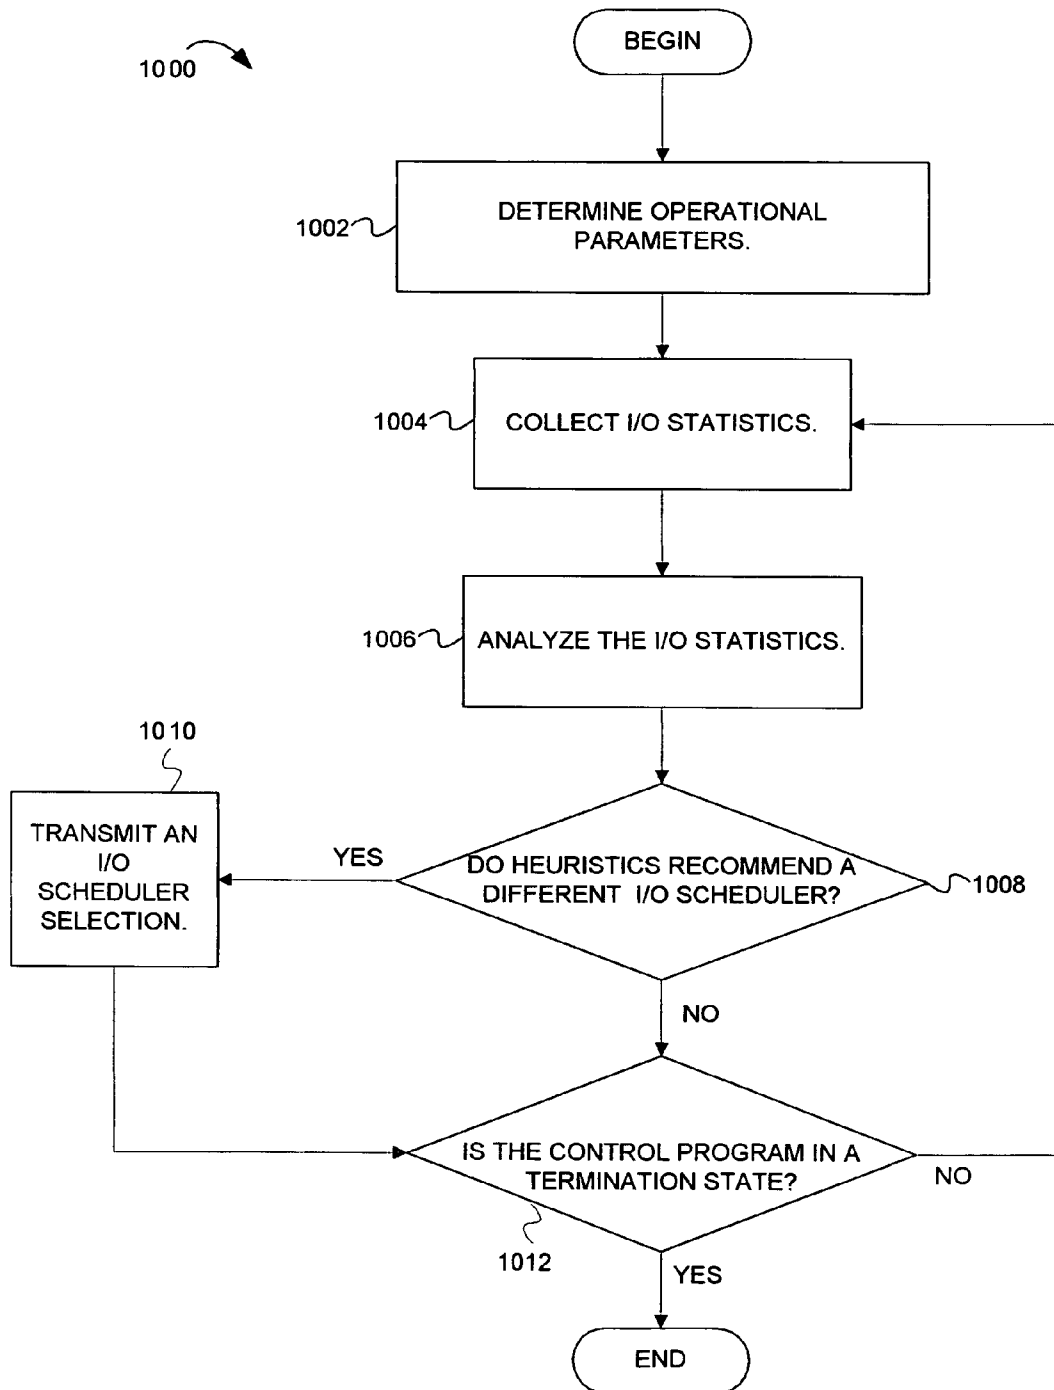 BEGIN
1000
DETERMINE OPERATIONAL
PARAMETERS.
1002
COLLECT I/O STATISTICS.
1004
ANALYZE THE I/O STATISTICS.
1006
1010
TRANSMIT AN
I/O
SCHEDULER
SELECTION.
YES
DO HEURISTICS RECOMMEND A
DIFFERENT I/O SCHEDULER?
1008
NO
IS THE CONTROL PROGRAM IN A
TERMINATION STATE?
NO
1012
YES
END